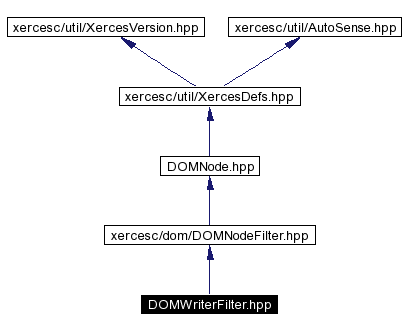 xercesc/util/XercesVersion.hpp
xercesc/util/AutoSense.hpp
xercesc/util/XercesDefs.hpp
DOMNode.hpp
xercesc/dom/DOMNodeFilter.hpp
DOMWriterFilter.hpp